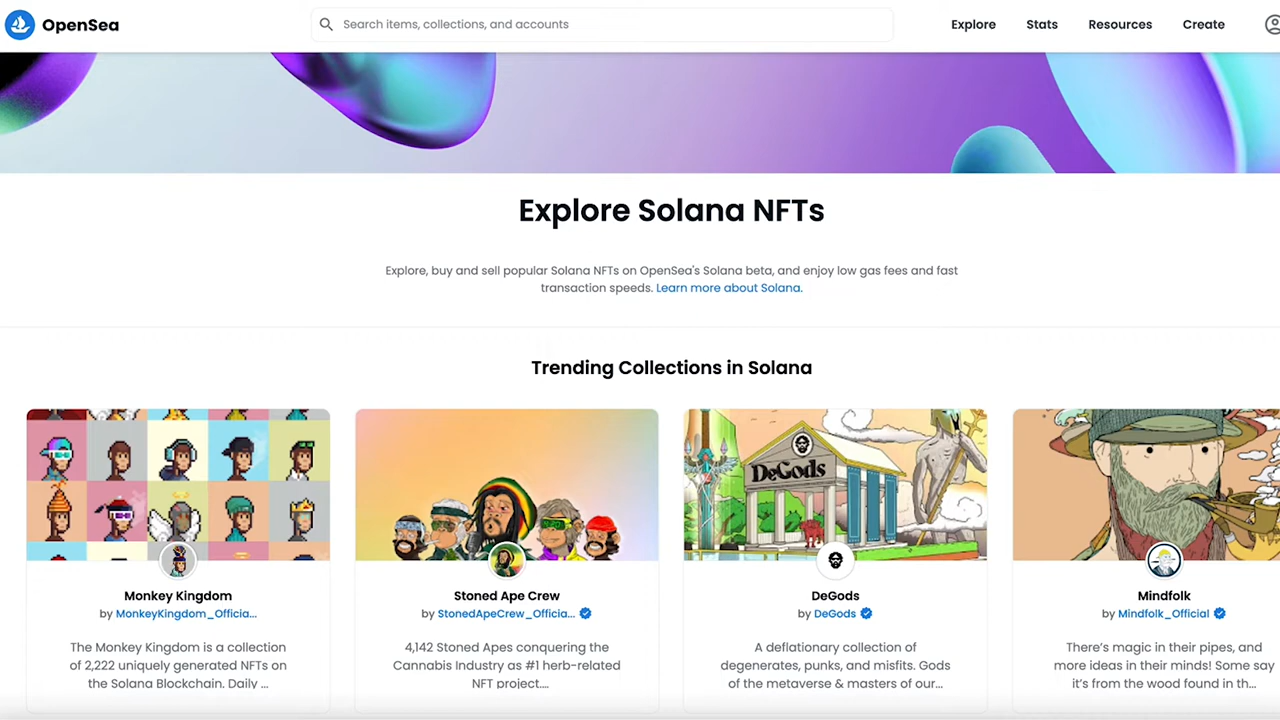 OpenSea
Search items, collections, and accounts
Explore
Stats
Resources
Create
Explore Solana NFTs
Explore, buy and sell popular Solana NFTs on OpenSea's Solana beta, and enjoy low gas fees and fast
transaction speeds. Learn more about Solana.
Trending Collections in Solana
DeGods
Monkey Kingdom
by MonkeyKingdom_Officia...
The Monkey Kingdom is a collection
of 2,222 uniquely generated NFTs on
the Solana Blockchain. Daily ...
Stoned Ape Crew
by StonedApeCrew_Officia...
4,142 Stoned Apes conquering the
Cannabis Industry as #1 herb-related
NFT project....
DeGods
by DeGods
A deflationary collection of
degenerates, punks, and misfits. Gods
of the metaverse & masters of our...
Mindfolk
by Mindfolk_Official
There's magic in their pipes, and
more ideas in their minds! Some say
it's from the wood found in th...